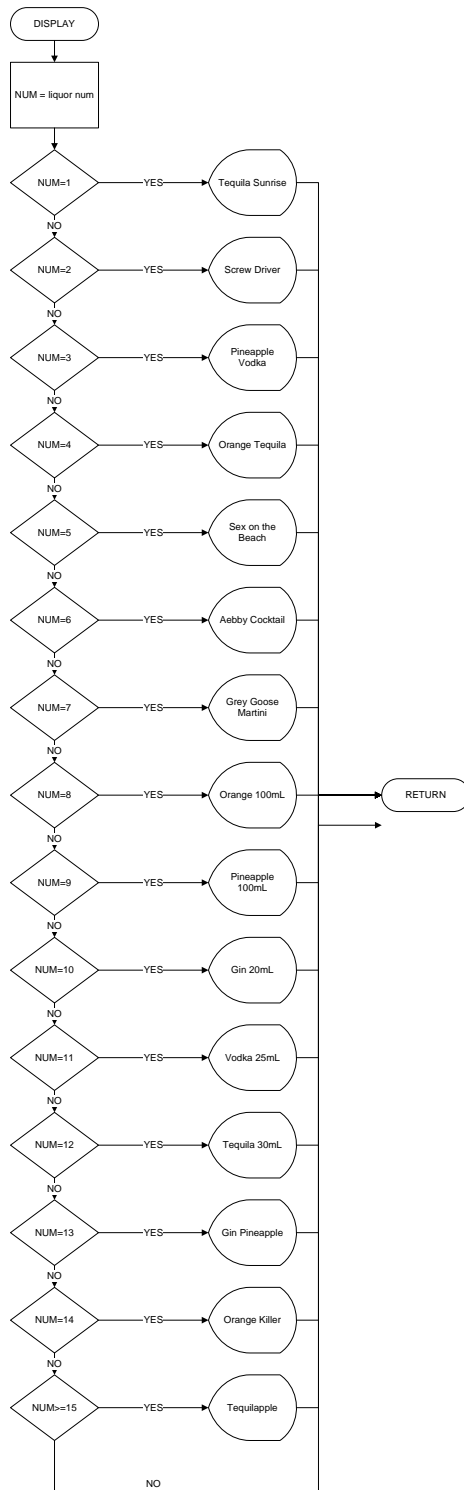 DISPLAY
NUM = liquor num
NUM=1
YES
Tequila Sunrise
NO
NUM=2
YES
Screw Driver
NO
NUM=3
YES
Pineapple
Vodka
NO
NUM=4
YES
Orange Tequila
NO
NUM=5
YES
Sex on the
Beach
NO
NUM=6
YES
Aebby Cocktail
NO
NUM=7
YES
Grey Goose
Martini
NO
NUM=8
YES
Orange 100mL
RETURN
NO
NUM=9
YES
Pineapple
100mL
NO
NUM=10
YES
Gin 20mL
NO
NUM=11
YES
Vodka 25mL
NO
NUM=12
YES
Tequila 30mL
NO
NUM=13
YES
Gin Pineapple
NO
NUM=14
YES
Orange Killer
NO
NUM>=15
YES
Tequilapple
NO